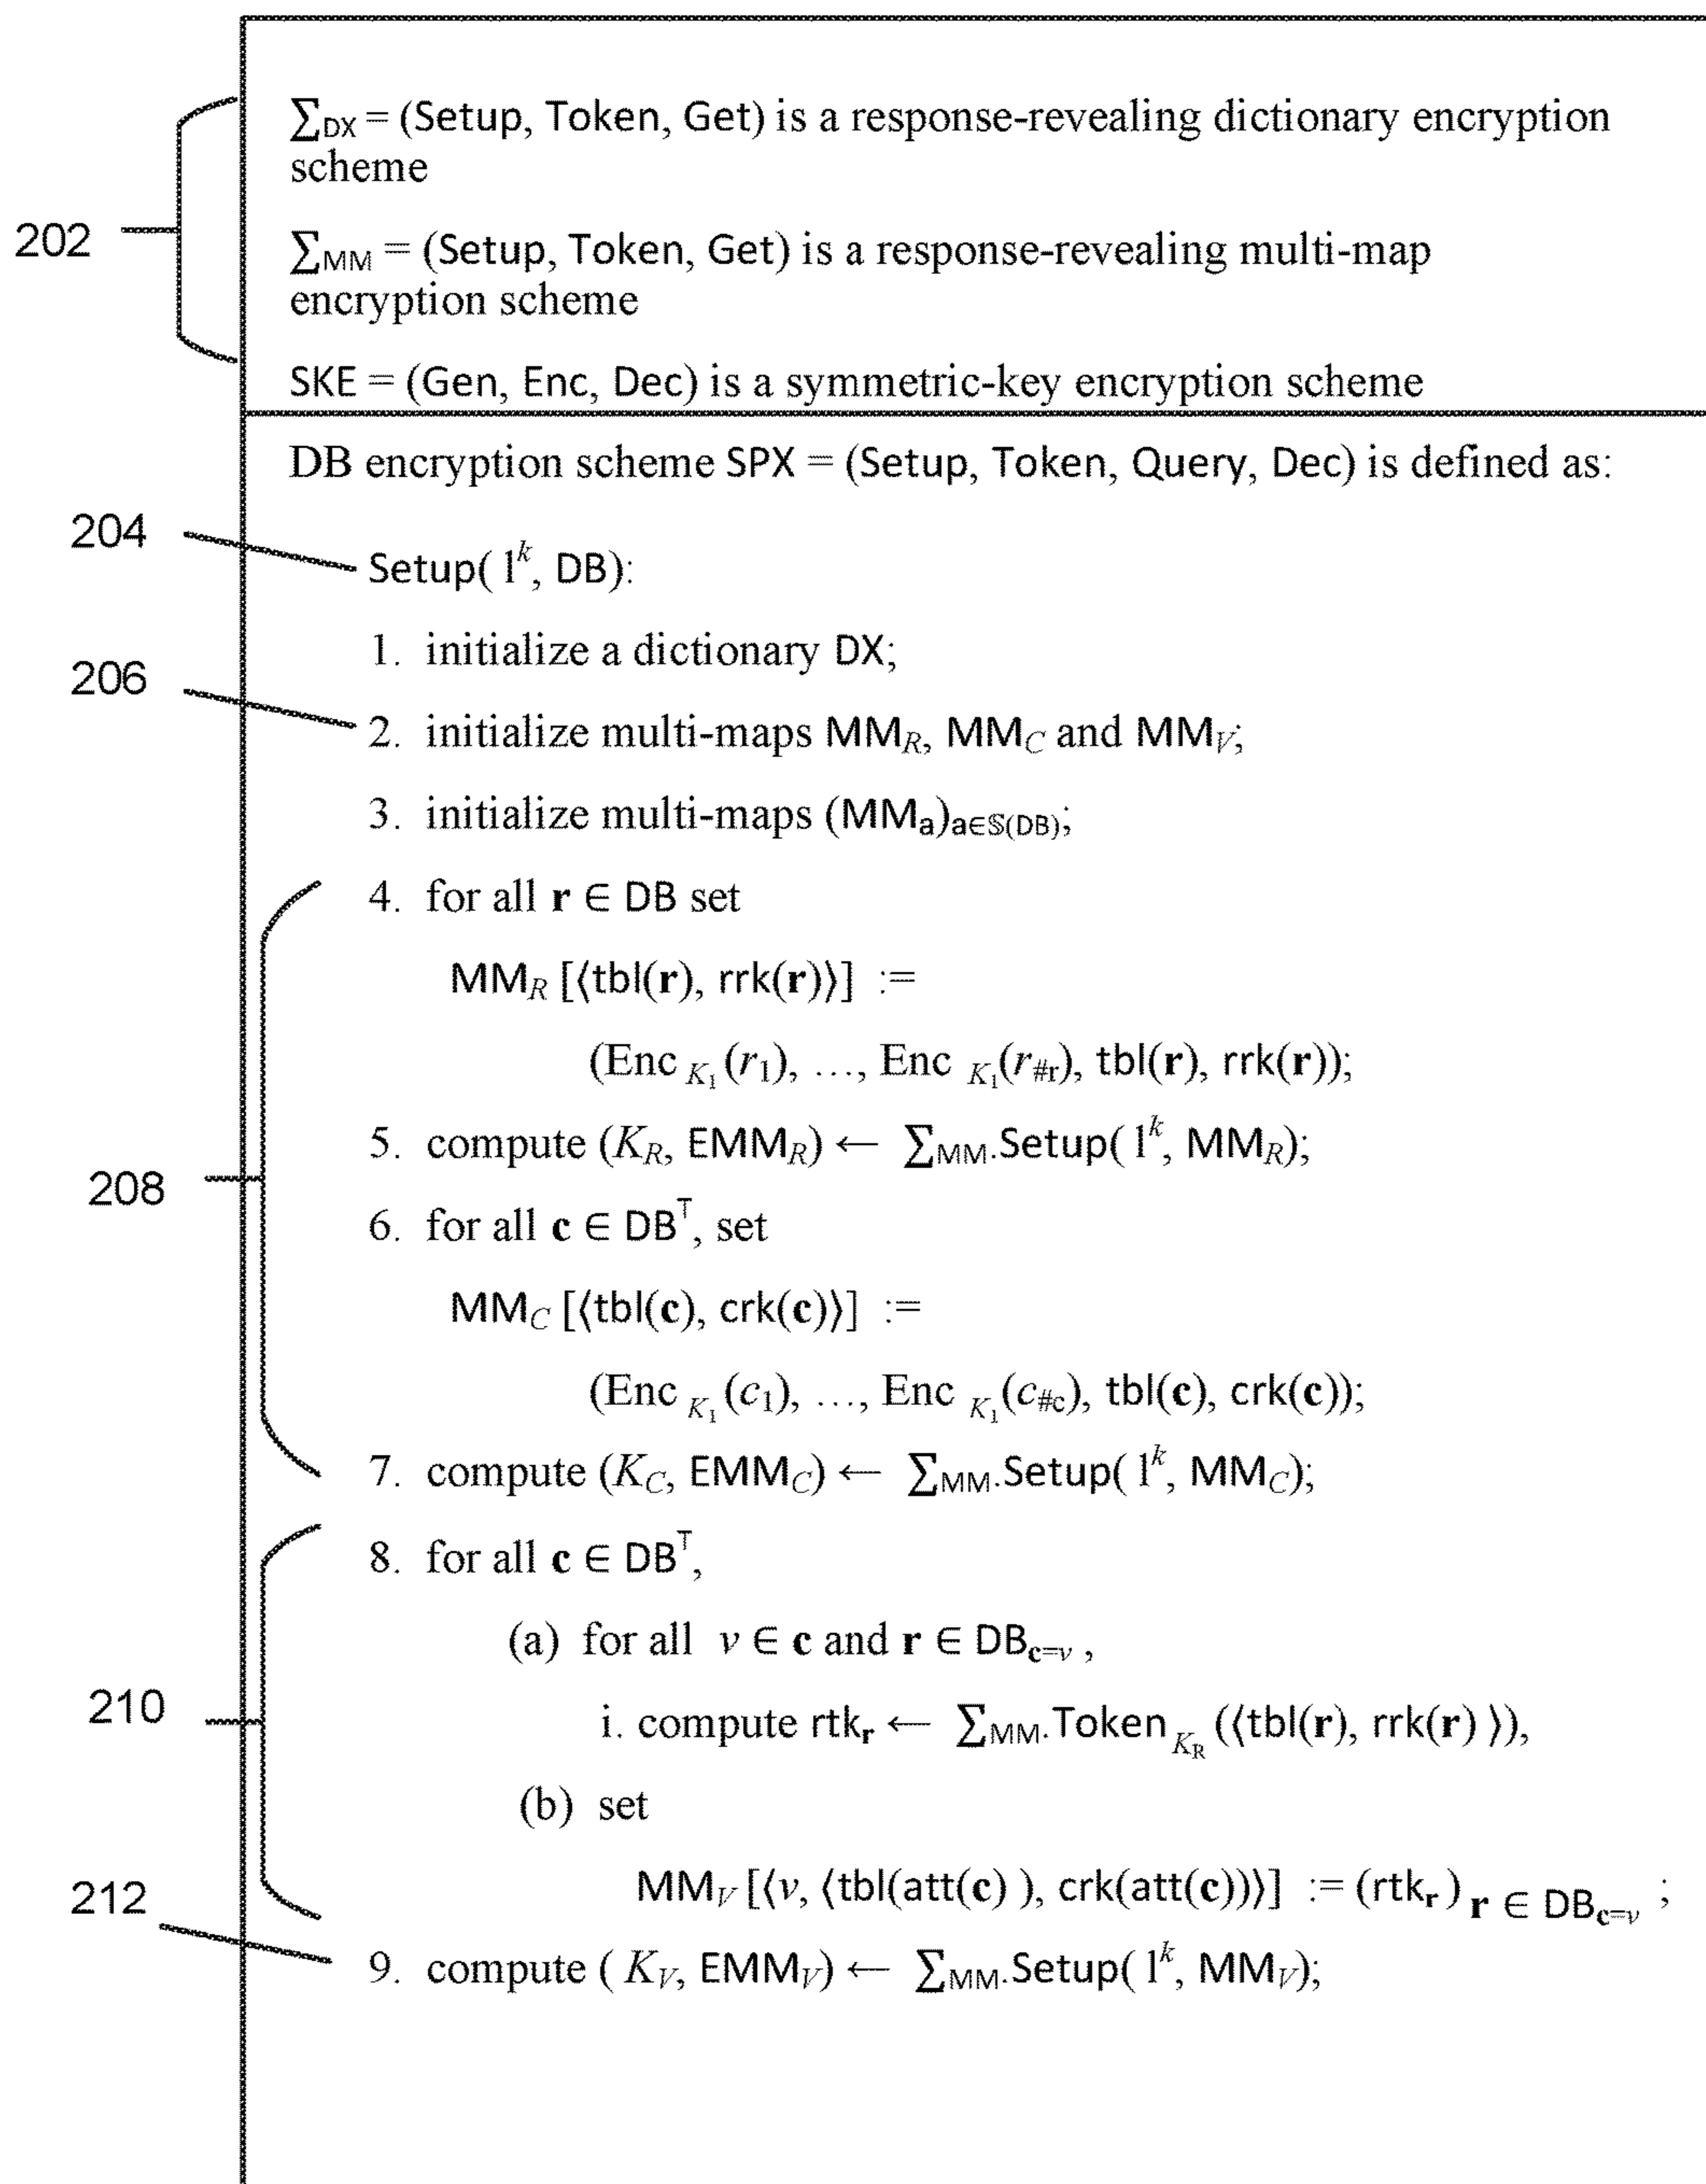 ∑DX = (Setup, Token, Get) is a response-revealing dictionary encryption
scheme
202
∑MM = (Setup, Token, Get) is a response-revealing multi-map
encryption scheme
SKE = (Gen, Enc, Dec) is a symmetric-key encryption scheme
DB encryption scheme SPX = (Setup, Token, Query, Dec) is defined as:
204
Setup( 1^k, DB):
1. initialize a dictionary DX;
206
2. initialize multi-maps MM_R, MM_C and MM_V;
3. initialize multi-maps (MM_a)_a∈𝕊(DB);
4. for all r ∈ DB set
MM_R [⟨tbl(r), rrk(r)⟩] :=
(Enc_K1 (r_1), ..., Enc_K1 (r_#r), tbl(r), rrk(r));
5. compute (K_R, EMM_R) ← ∑MM.Setup( 1^k, MM_R);
208
6. for all c ∈ DB^T, set
MM_C [⟨tbl(c), crk(c)⟩] :=
(Enc_K1 (c_1), ..., Enc_K1 (c_#c), tbl(c), crk(c));
7. compute (K_C, EMM_C) ← ∑MM.Setup( 1^k, MM_C);
8. for all c ∈ DB^T,
(a) for all v ∈ c and r ∈ DB_c=v ,
210
i. compute rtk_r ← ∑MM.Token_K_R (⟨tbl(r), rrk(r) ⟩),
(b) set
MM_V [⟨v, ⟨tbl(att(c) ), crk(att(c))⟩] := (rtk_r)_r ∈ DB_c=v ;
212
9. compute ( K_V, EMM_V) ← ∑MM.Setup( 1^k, MM_V);